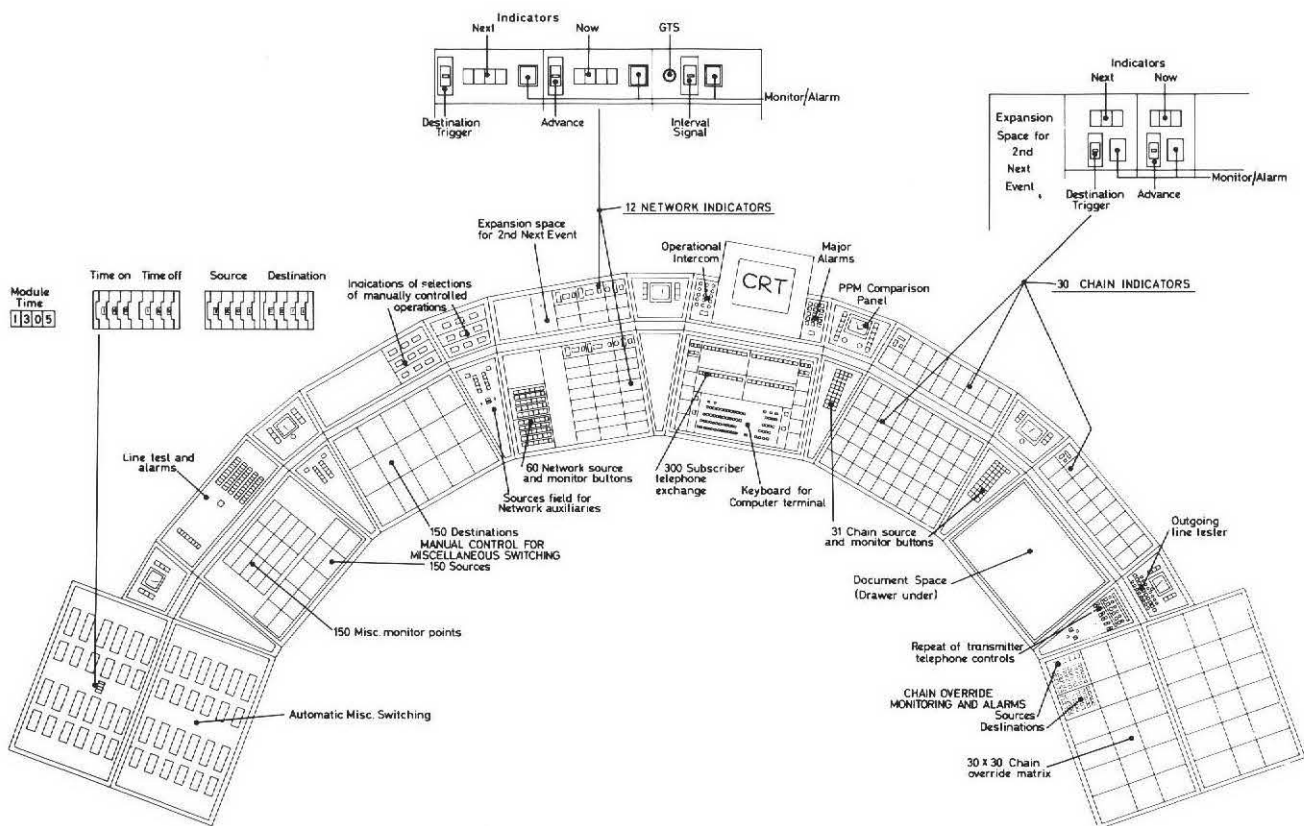 Indicators
Next
Now
GTS
Monitor/Alarm
Destination
Trigger
Advance
Interval
Signal
Indicators
Next
Now
Expansion
Space for
2nd
Next
Event
Monitor/Alarm
Destination
Trigger
Advance
12 NETWORK INDICATORS
30 CHAIN INDICATORS
Expansion space
for 2nd Next Event
Operational
Intercom
CRT
Major
Alarms
PPM Comparison
Panel
Indications of selections
of manually controlled
operations
Module
Time
1305
Time on
Time off
Source
Destination
Line test and
alarms
60 Network source
and monitor buttons
Sources field for
Network auxiliaries
300 Subscriber
telephone
exchange
Keyboard for
Computer terminal
31 Chain source
and monitor buttons
150 Destinations
MANUAL CONTROL FOR
MISCELLANEOUS SWITCHING
150 Sources
150 Misc. monitor points
Automatic Misc. Switching
Document Space
(Drawer under)
Outgoing
line tester
Repeat of transmitter
telephone controls
CHAIN OVERRIDE
MONITORING AND ALARMS
Sources
Destinations
30 X 30 Chain
override matrix